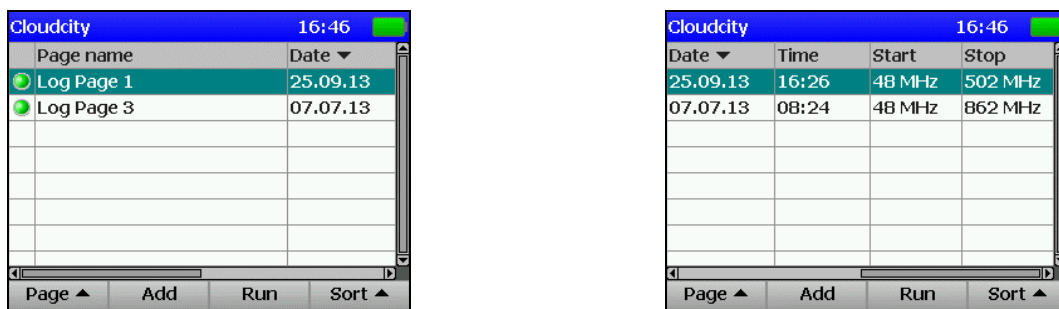 Cloudcity 16:46
Page name Date ▼
Log Page 1 25.09.13
Log Page 3 07.07.13
Page ▲ Add Run Sort ▲
Cloudcity 16:46
Date ▼ Time Start Stop
25.09.13 16:26 48 MHz 502 MHz
07.07.13 08:24 48 MHz 862 MHz
Page ▲ Add Run Sort ▲